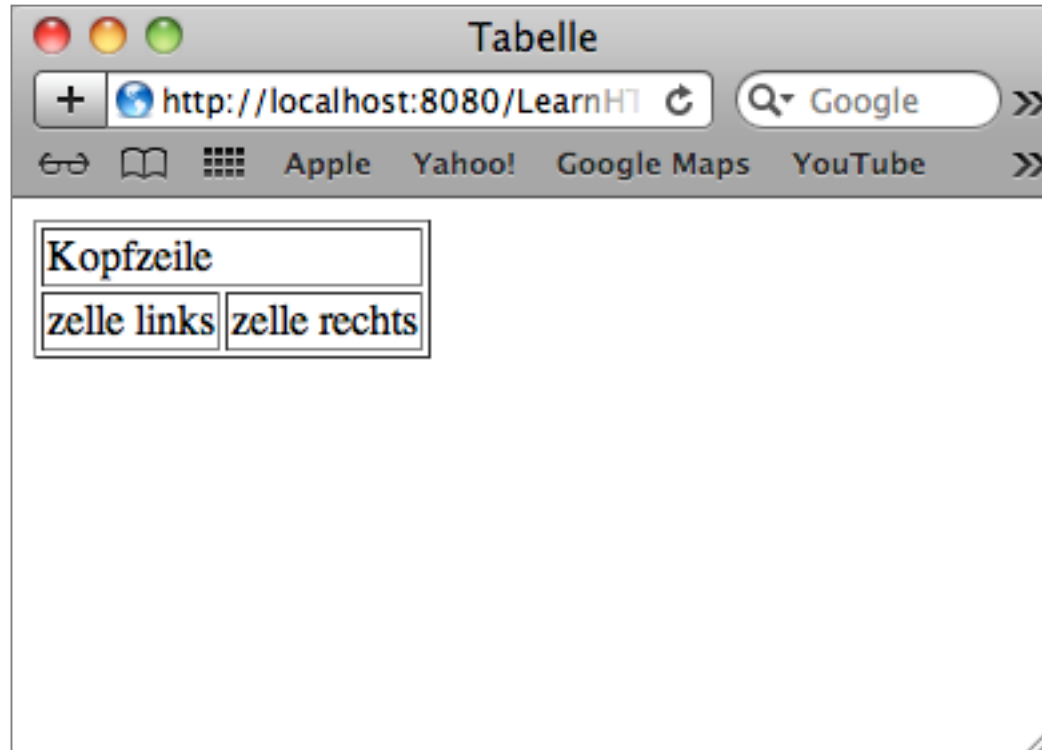 Tabelle
+ http://localhost:8080/LearnHT Google »
Apple Yahoo! Google Maps YouTube »
Kopfzeile
zelle links zelle rechts